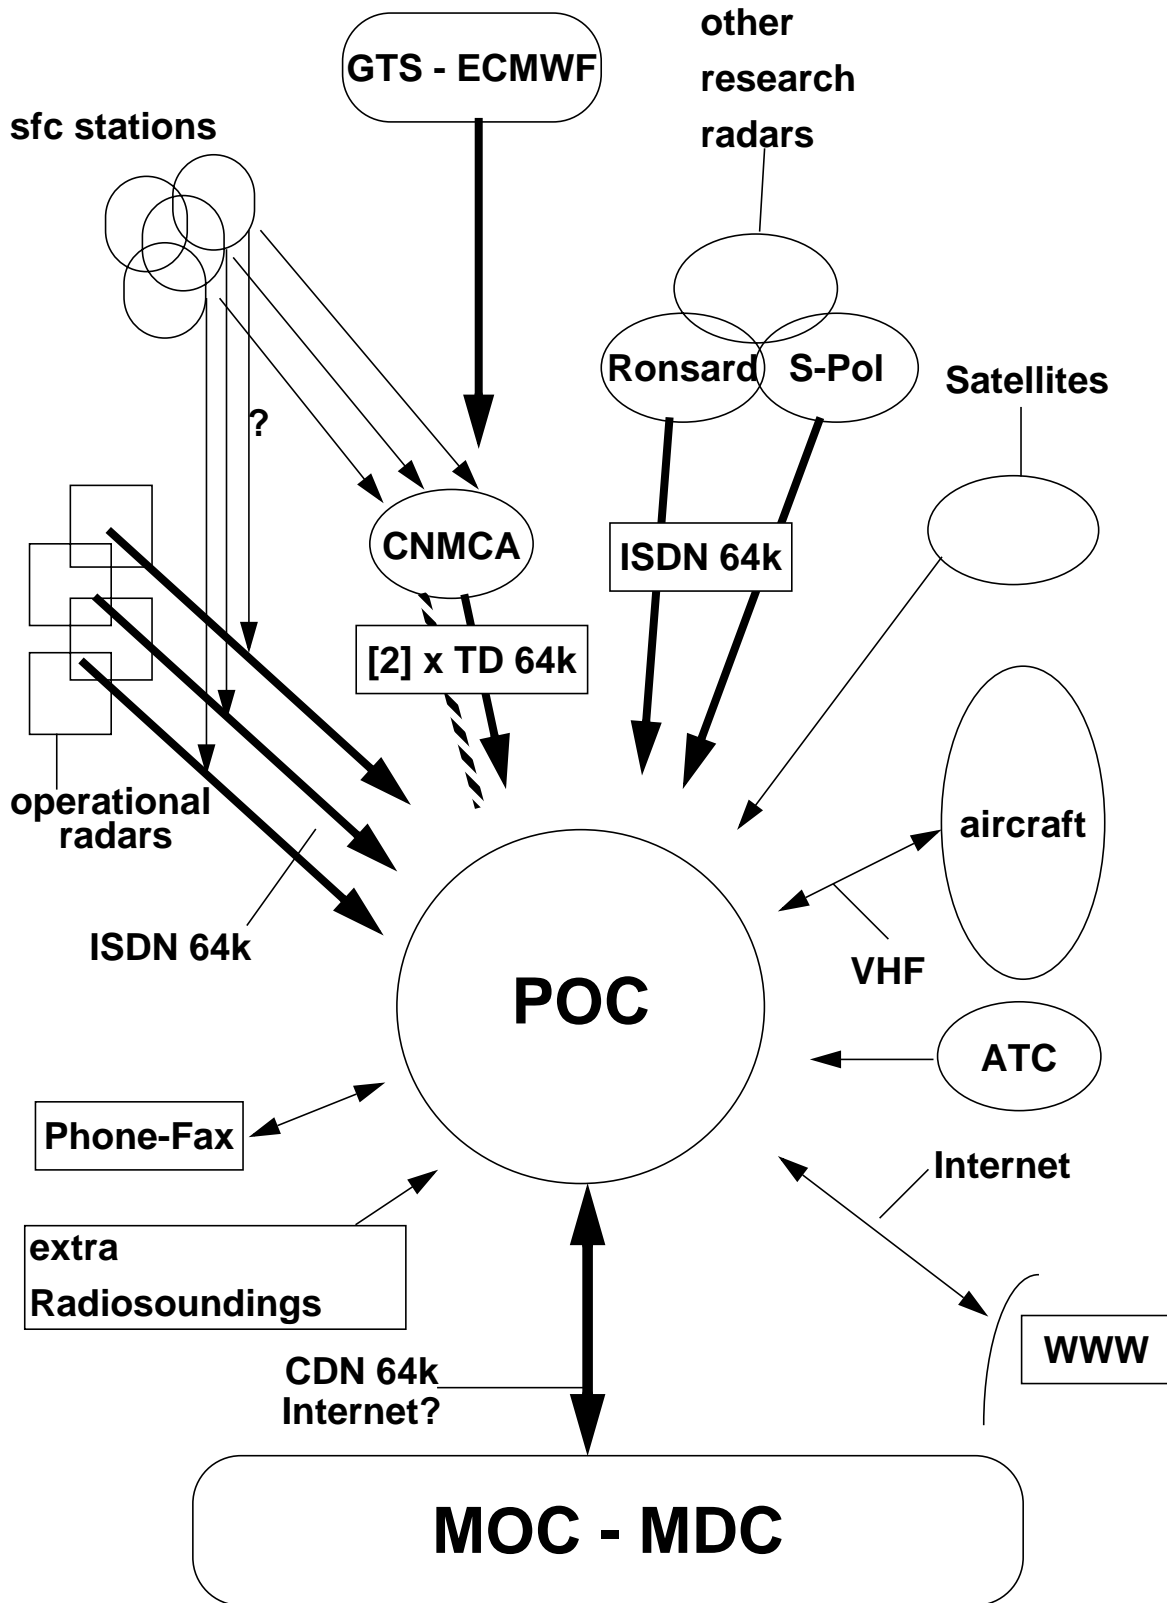 other
GTS - ECMWF
research
sfc stations
radars
Ronsard
S-Pol
Satellites
?
CNMCA
ISDN 64k
[2] x TD 64k
operational
radars
aircraft
ISDN 64k
VHF
POC
ATC
Phone-Fax
Internet
extra
Radiosoundings
WWW
CDN 64k
Internet?
MOC - MDC